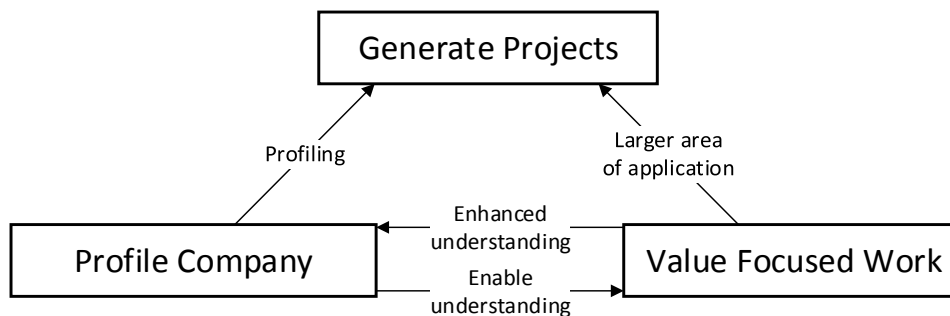 Generate Projects
Profiling
Larger area
of application
Enhanced
understanding
Profile Company
Value Focused Work
Enable
understanding